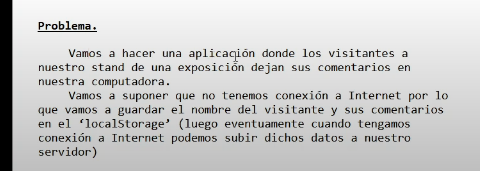 Problema.
Vamos a hacer una aplicación donde los visitantes a
nuestro stand de una exposición dejan sus comentarios en
nuestra computadora.
Vamos a suponer que no tenemos conexión a Internet por lo
que vamos a guardar el nombre del visitante y sus comentarios
en el ‘localStorage’ (luego eventuamente cuando tengamos
conexión a Internet podemos subir dichos datos a nuestro
servidor)